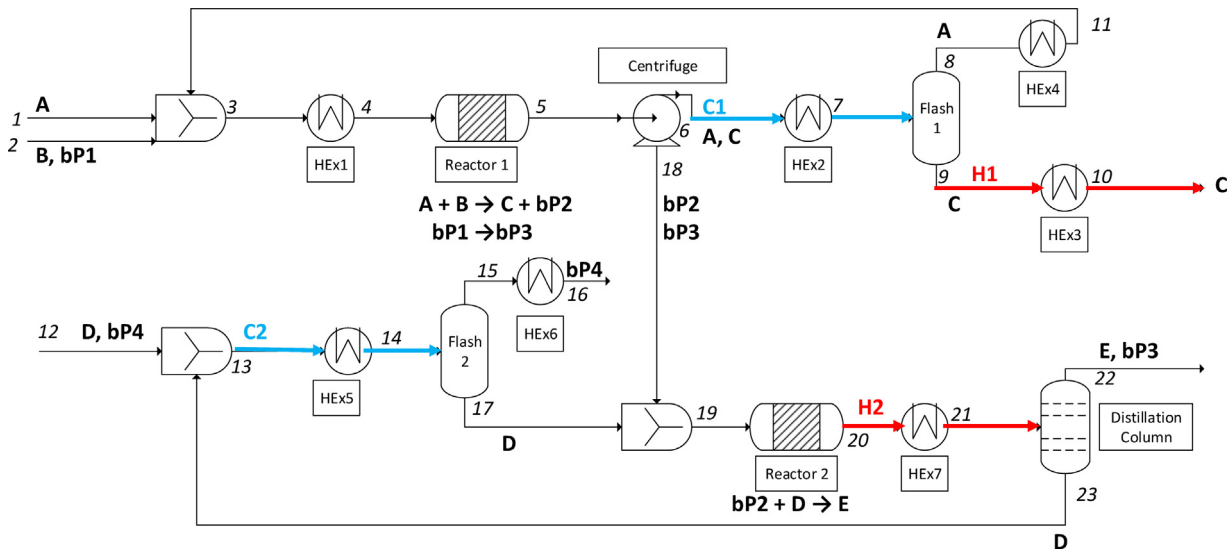 A
11
8
HEx4
Centrifuge
1
A
2
B, bP1
3
HEx1
4
Reactor 1
5
6
C1
A, C
HEx2
7
Flash
1
9
H1
C
HEx3
10
C
A + B → C + bP2
bP1 →bP3
18
bP2
bP3
12
D, bP4
C2
13
HEx5
14
Flash
2
15
HEx6
bP4
16
17
D
19
Reactor 2
bP2 + D → E
H2
20
HEx7
21
E, bP3
22
Distillation
Column
23
D